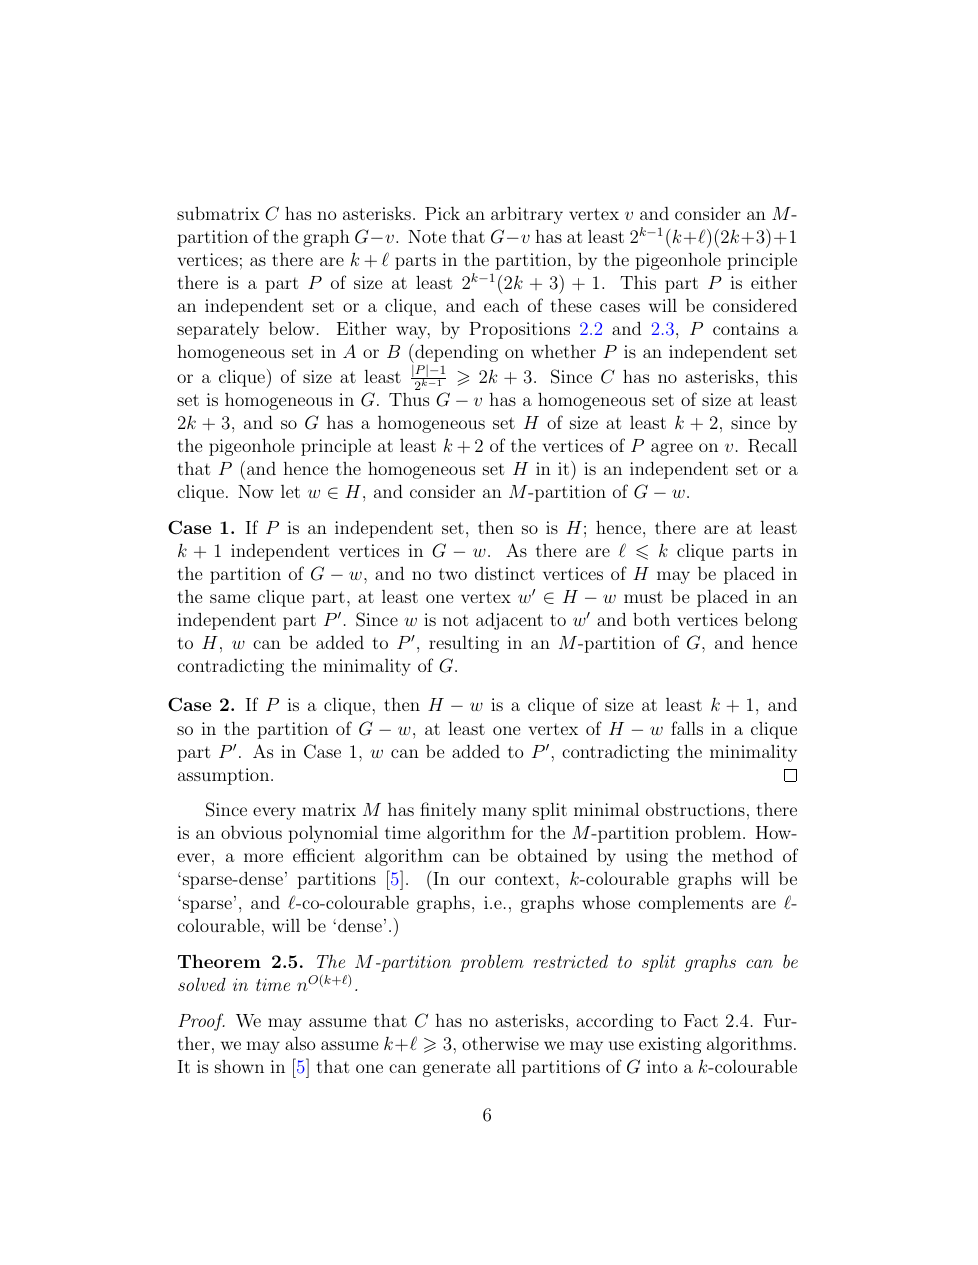 submatrix C has no asterisks. Pick an arbitrary vertex v and consider an M-
partition of the graph G−v. Note that G−v has at least 2^{k−1}(k+ℓ)(2k+3)+1
vertices; as there are k + ℓ parts in the partition, by the pigeonhole principle
there is a part P of size at least 2^{k−1}(2k + 3) + 1. This part P is either
an independent set or a clique, and each of these cases will be considered
separately below. Either way, by Propositions 2.2 and 2.3, P contains a
homogeneous set in A or B (depending on whether P is an independent set
or a clique) of size at least \frac{|P|−1}{2^{k−1}} ⩾ 2k + 3. Since C has no asterisks, this
set is homogeneous in G. Thus G − v has a homogeneous set of size at least
2k + 3, and so G has a homogeneous set H of size at least k + 2, since by
the pigeonhole principle at least k + 2 of the vertices of P agree on v. Recall
that P (and hence the homogeneous set H in it) is an independent set or a
clique. Now let w ∈ H, and consider an M-partition of G − w.
Case 1. If P is an independent set, then so is H; hence, there are at least
k + 1 independent vertices in G − w. As there are ℓ ⩽ k clique parts in
the partition of G − w, and no two distinct vertices of H may be placed in
the same clique part, at least one vertex w′ ∈ H − w must be placed in an
independent part P′. Since w is not adjacent to w′ and both vertices belong
to H, w can be added to P′, resulting in an M-partition of G, and hence
contradicting the minimality of G.
Case 2. If P is a clique, then H − w is a clique of size at least k + 1, and
so in the partition of G − w, at least one vertex of H − w falls in a clique
part P′. As in Case 1, w can be added to P′, contradicting the minimality
assumption. □
Since every matrix M has finitely many split minimal obstructions, there
is an obvious polynomial time algorithm for the M-partition problem. How-
ever, a more efficient algorithm can be obtained by using the method of
‘sparse-dense’ partitions [5]. (In our context, k-colourable graphs will be
‘sparse’, and ℓ-co-colourable graphs, i.e., graphs whose complements are ℓ-
colourable, will be ‘dense’.)
Theorem 2.5. The M-partition problem restricted to split graphs can be
solved in time n^{O(k+ℓ)}.
Proof. We may assume that C has no asterisks, according to Fact 2.4. Fur-
ther, we may also assume k+ℓ ⩾ 3, otherwise we may use existing algorithms.
It is shown in [5] that one can generate all partitions of G into a k-colourable
6